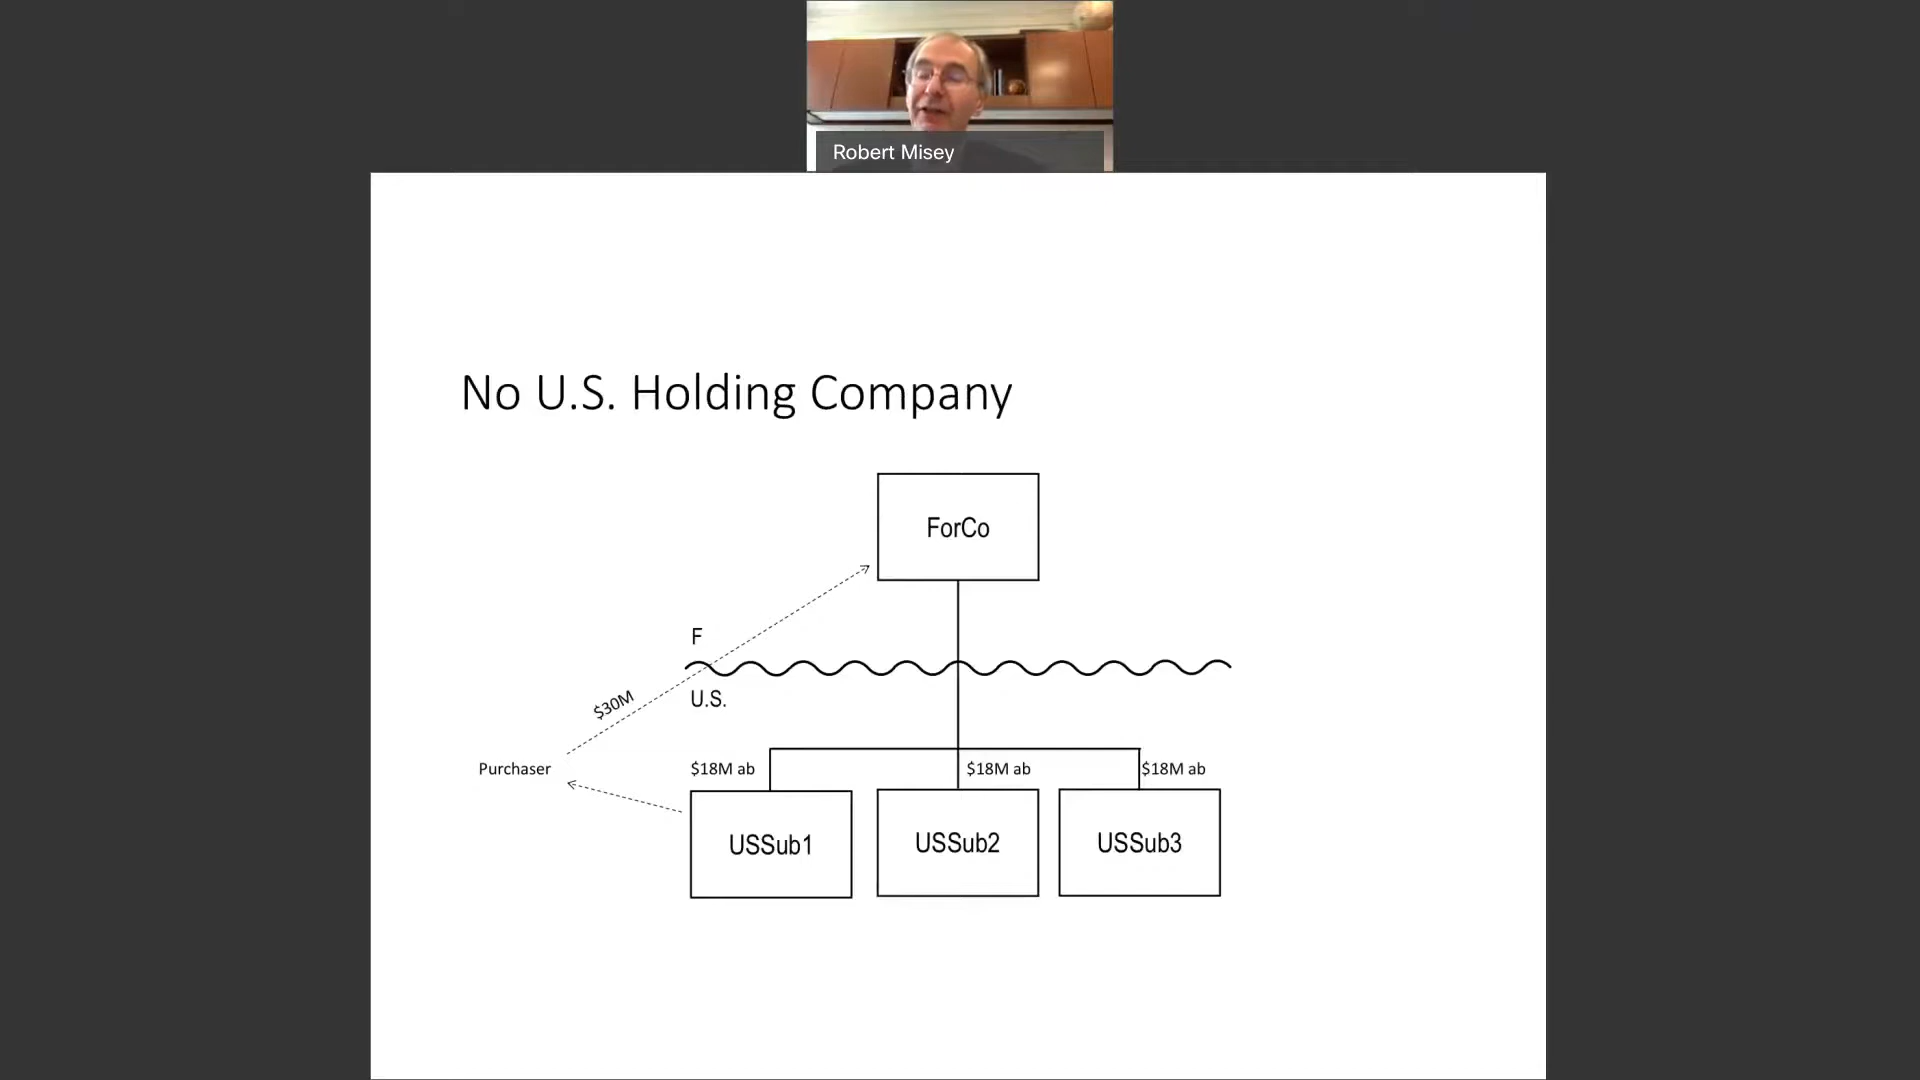 Robert Misey
No U.S. Holding Company
ForCo
F
$30M
U.S.
Purchaser
$18M ab
$18M ab
$18M ab
USSub1
USSub2
USSub3